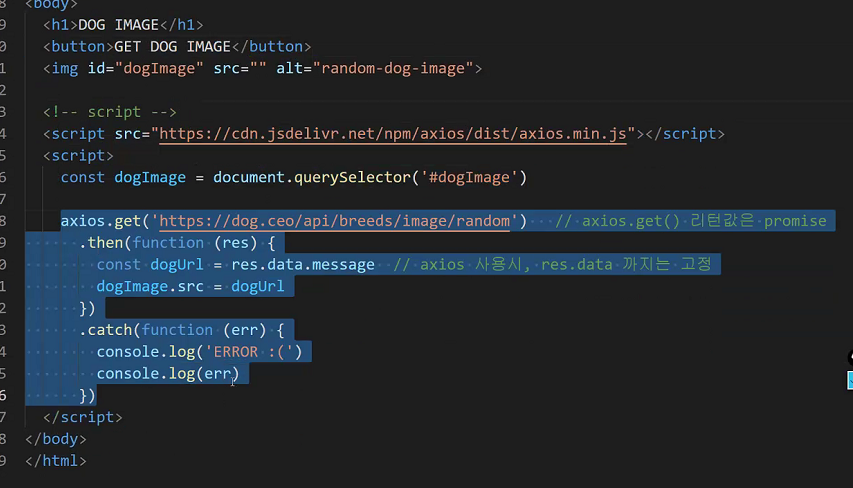 8 <body>
9 <h1>DOG IMAGE</h1>
0 <button>GET DOG IMAGE</button>
1 <img id="dogImage" src="" alt="random-dog-image">
2
3 <!-- script -->
4 <script src="https://cdn.jsdelivr.net/npm/axios/dist/axios.min.js"></script>
5 <script>
6 const dogImage = document.querySelector('#dogImage')
7
8 axios.get('https://dog.ceo/api/breeds/image/random') // axios.get() 리턴값은 promise
9 .then(function (res) {
0 const dogUrl = res.data.message // axios 사용시, res.data 까지는 고정
1 dogImage.src = dogUrl
2 })
3 .catch(function (err) {
4 console.log('ERROR :(')
5 console.log(err)
6 })
7 </script>
8 </body>
9 </html>